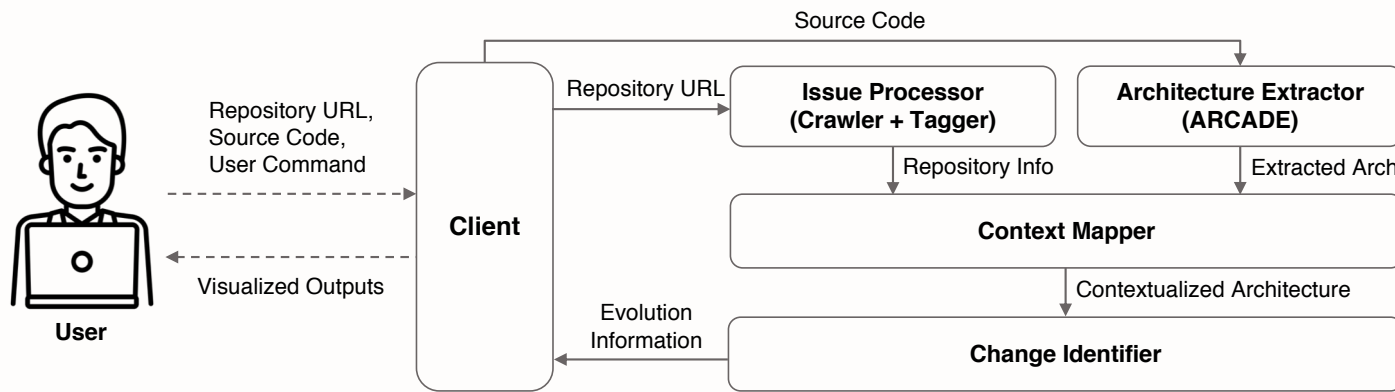 Source Code
Repository URL,
Source Code,
User Command
Repository URL
Issue Processor
(Crawler + Tagger)
Architecture Extractor
(ARCADE)
Repository Info
Extracted Arch
Client
Context Mapper
Visualized Outputs
Contextualized Architecture
User
Evolution
Information
Change Identifier